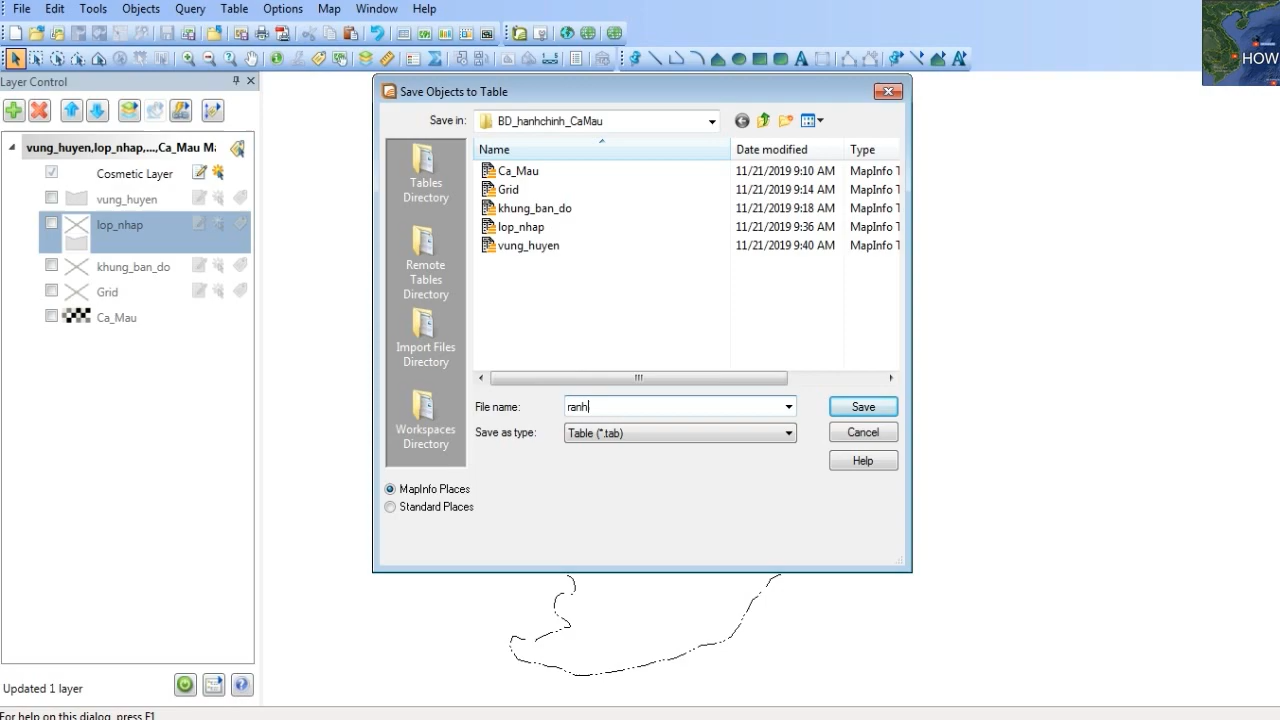 File Edit Tools Objects Query Table Options Map Window Help
HOW
Layer Control
vung_huyen,lop_nhap,...,Ca_Mau Ma
Cosmetic Layer
vung_huyen
lop_nhap
khung_ban_do
Grid
Ca_Mau
Updated 1 layer
For help on this dialog, press F1
Save Objects to Table
Save in: BD_hanhchinh_CaMau
Tables
Directory
Remote
Tables
Directory
Import Files
Directory
Workspaces
Directory
Name Date modified Type
Ca_Mau 11/21/2019 9:10 AM MapInfo T
Grid 11/21/2019 9:14 AM MapInfo T
khung_ban_do 11/21/2019 9:18 AM MapInfo T
lop_nhap 11/21/2019 9:36 AM MapInfo T
vung_huyen 11/21/2019 9:40 AM MapInfo T
File name: ranh Save
Save as type: Table (*.tab) Cancel
Help
MapInfo Places
Standard Places